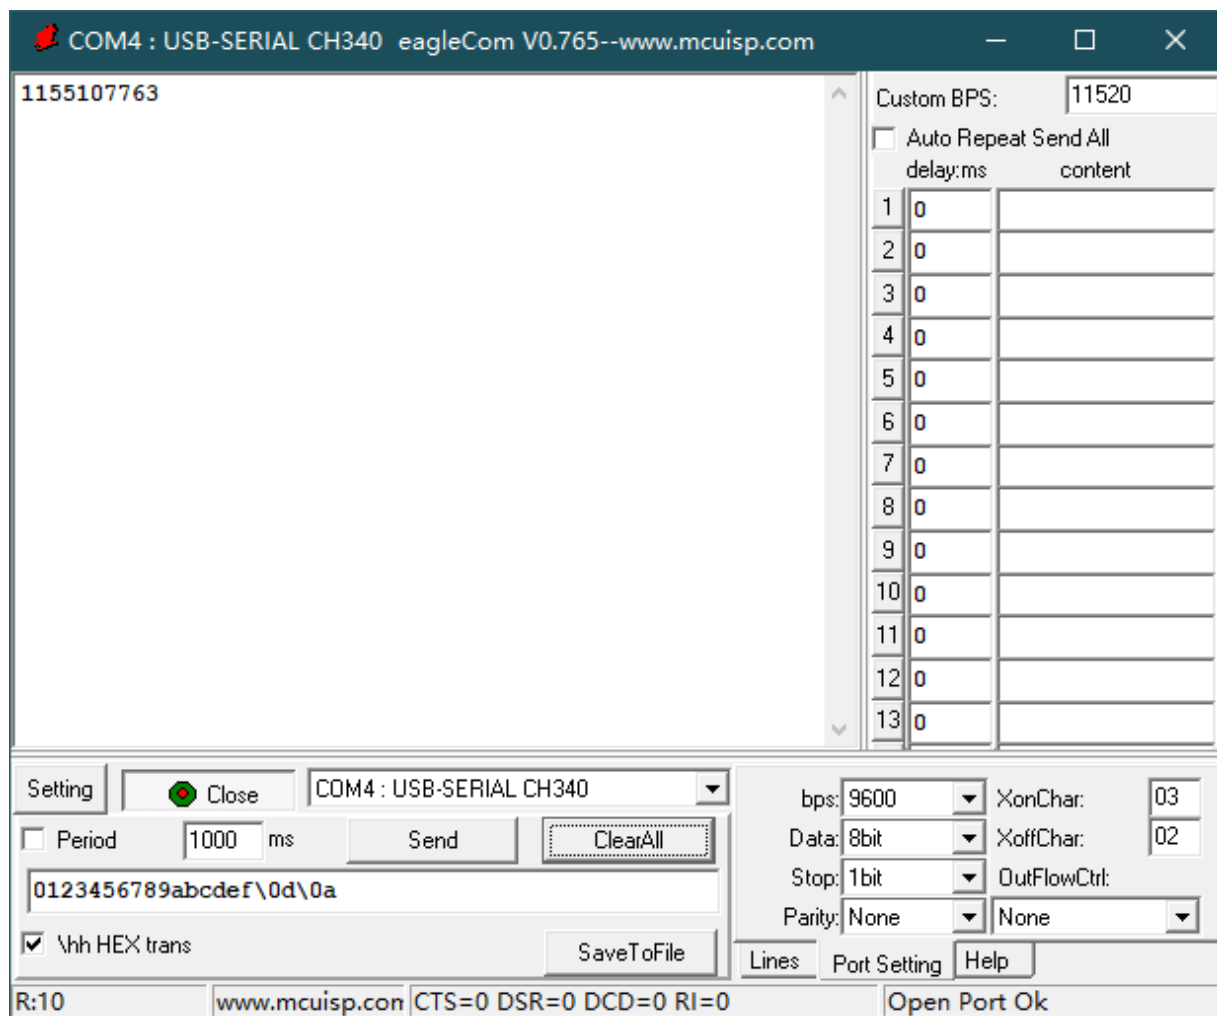 COM4 : USB-SERIAL CH340 eagleCom V0.765--www.mcuisp.com
1155107763
Custom BPS: 11520
Auto Repeat Send All
delay:ms content
1 0
2 0
3 0
4 0
5 0
6 0
7 0
8 0
9 0
10 0
11 0
12 0
13 0
Setting Close COM4 : USB-SERIAL CH340
Period 1000 ms Send ClearAll
0123456789abcdef\0d\0a
\hh HEX trans SaveToFile
bps: 9600 XonChar: 03
Data: 8bit XoffChar: 02
Stop: 1bit OutFlowCtrl:
Parity: None None
Lines Port Setting Help
R:10 www.mcuisp.com CTS=0 DSR=0 DCD=0 RI=0 Open Port Ok